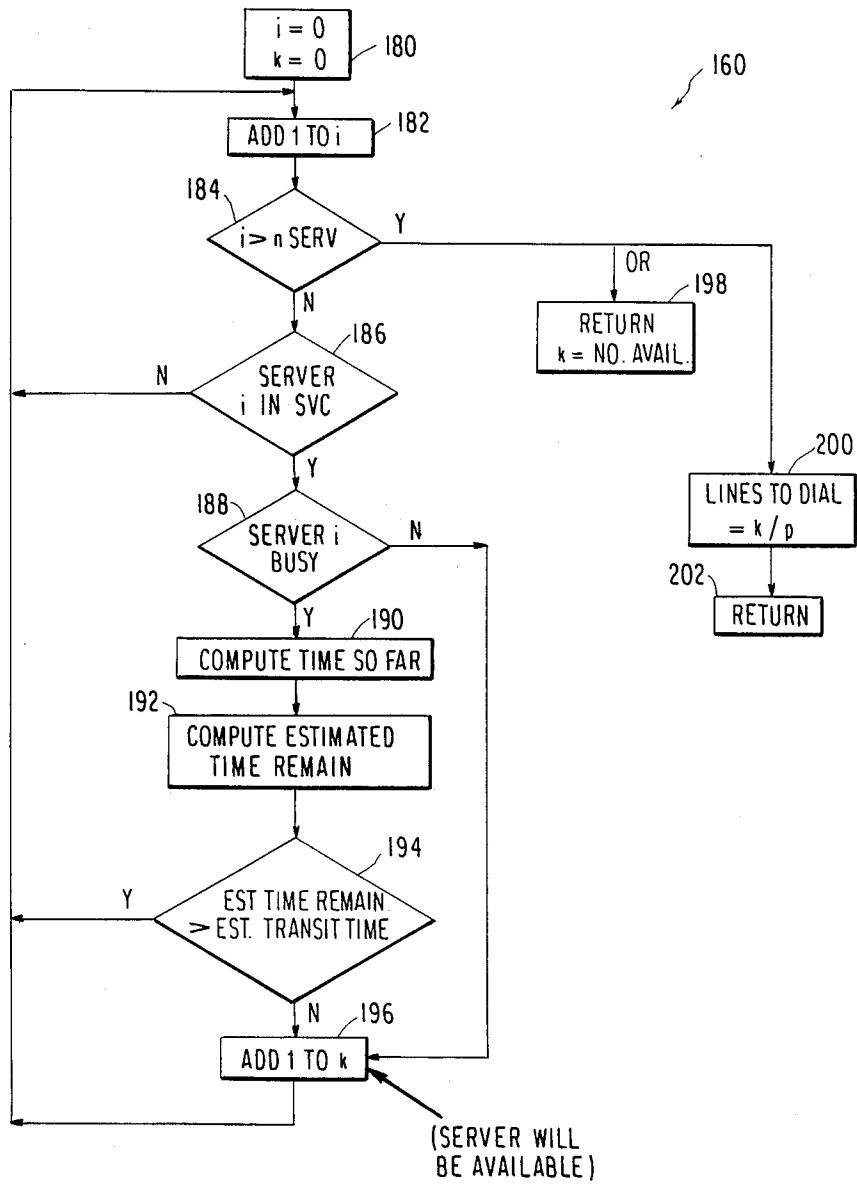 i = 0
k = 0
180
160
ADD 1 TO i
182
184
i > n SERV
Y
N
OR
198
RETURN
k = NO. AVAIL.
186
SERVER
i IN SVC
N
Y
200
LINES TO DIAL
= k / p
188
SERVER i
BUSY
N
Y
202
RETURN
190
COMPUTE TIME SO FAR
192
COMPUTE ESTIMATED
TIME REMAIN
194
EST TIME REMAIN
> EST. TRANSIT TIME
Y
N
196
ADD 1 TO k
(SERVER WILL
BE AVAILABLE)